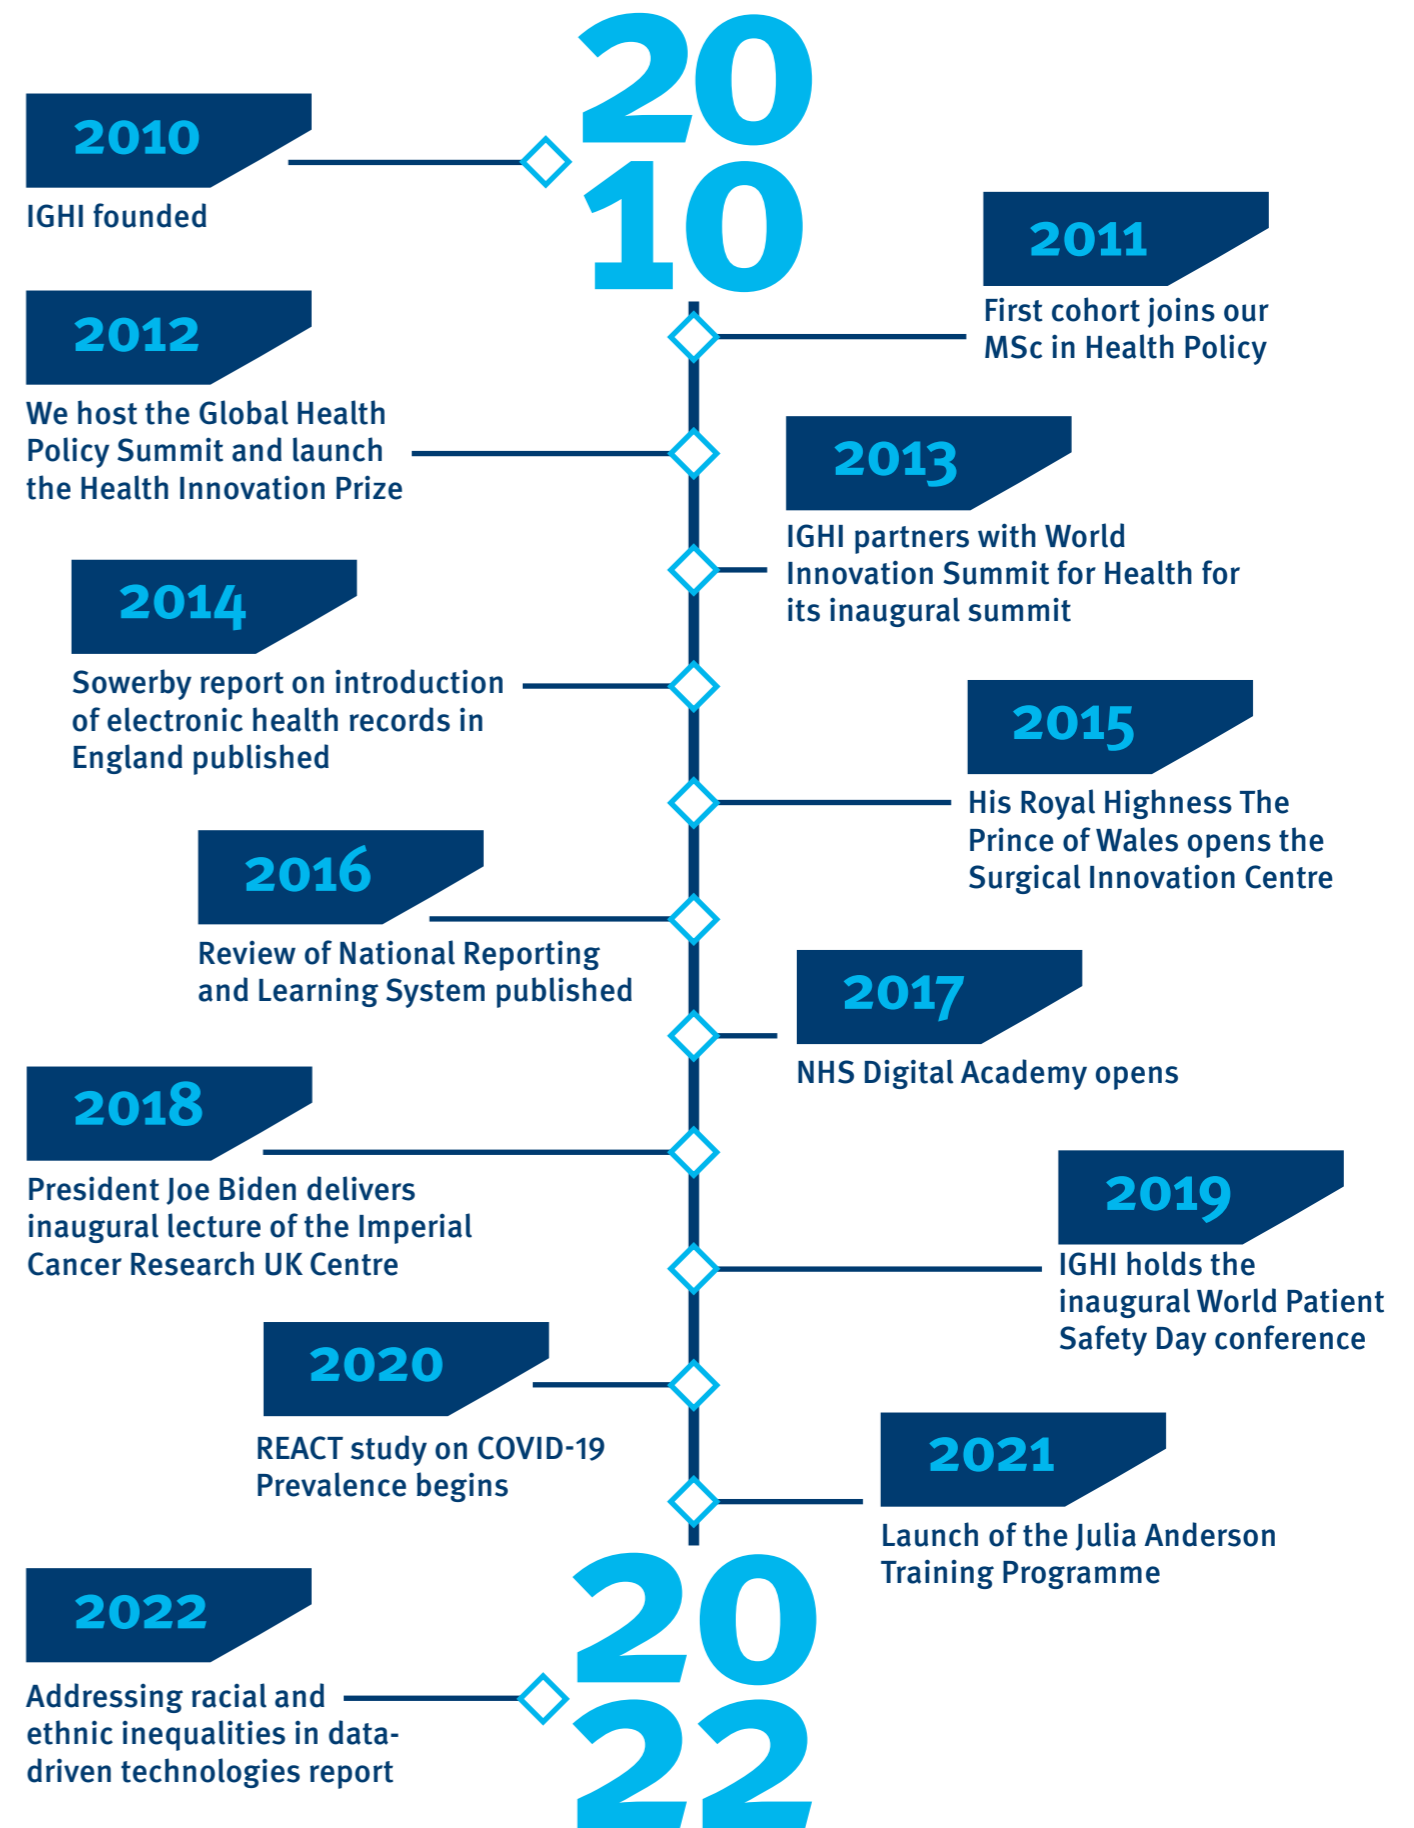 20
10
2010
IGHI founded
2011
First cohort joins our
MSc in Health Policy
2012
We host the Global Health
Policy Summit and launch
the Health Innovation Prize
2013
IGHI partners with World
Innovation Summit for Health for
its inaugural summit
2014
Sowerby report on introduction
of electronic health records in
England published
2015
His Royal Highness The
Prince of Wales opens the
Surgical Innovation Centre
2016
Review of National Reporting
and Learning System published
2017
NHS Digital Academy opens
2018
President Joe Biden delivers
inaugural lecture of the Imperial
Cancer Research UK Centre
2019
IGHI holds the
inaugural World Patient
Safety Day conference
2020
REACT study on COVID-19
Prevalence begins
2021
Launch of the Julia Anderson
Training Programme
2022
Addressing racial and
ethnic inequalities in data-
driven technologies report
20
22